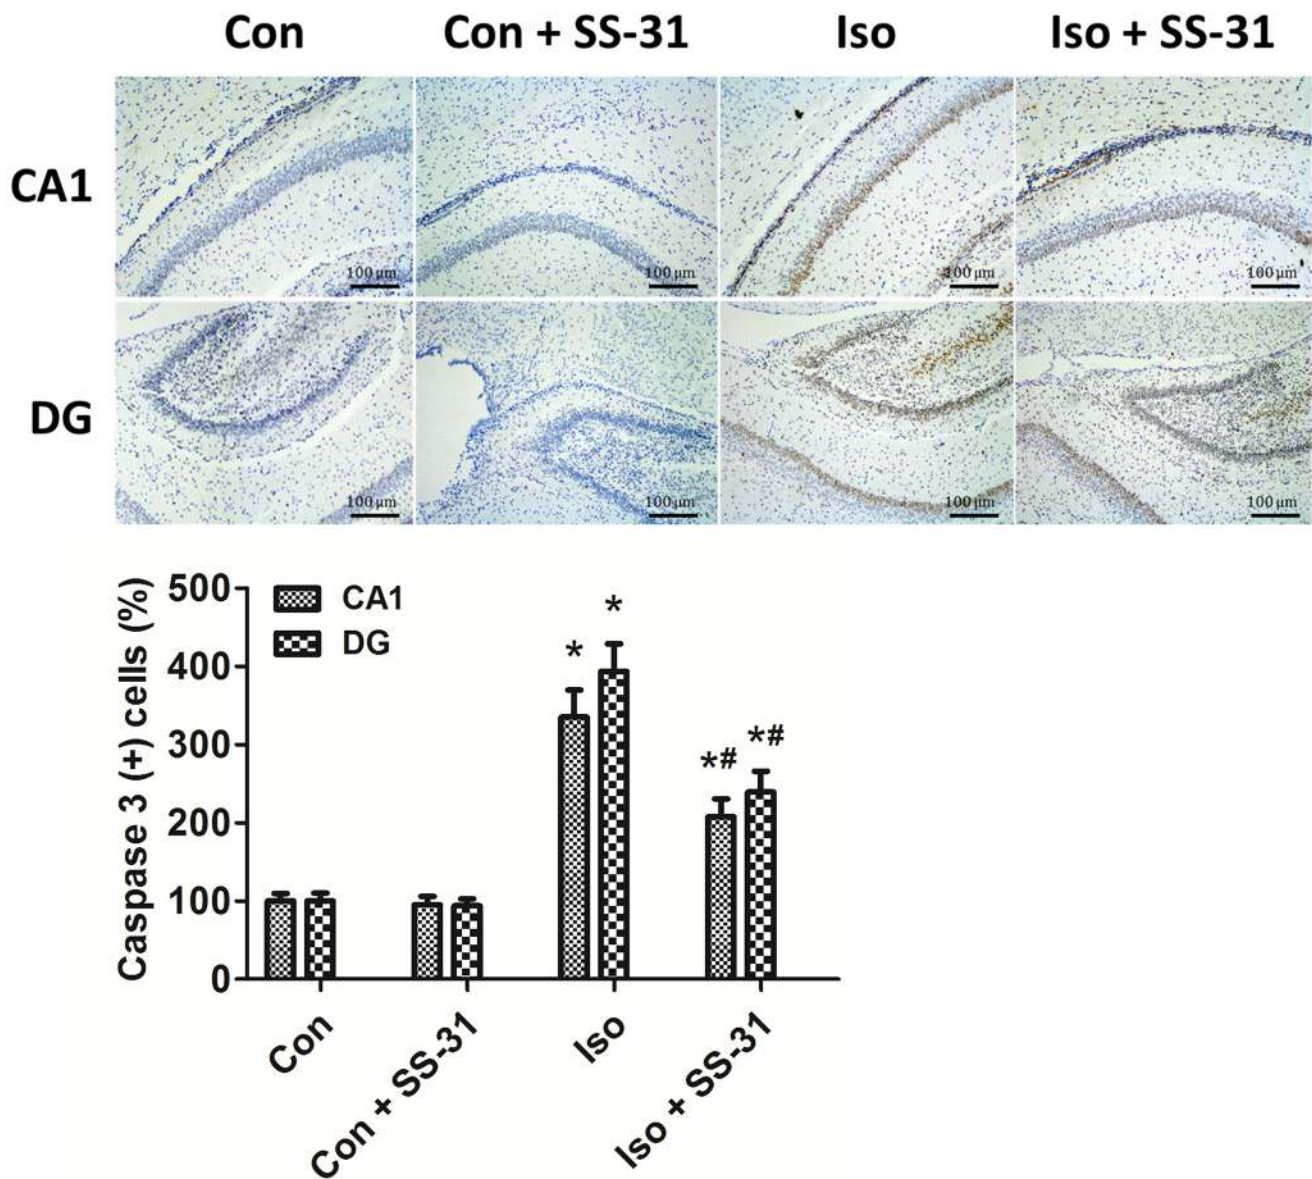 Con Con + SS-31 Iso Iso + SS-31
CA1
100 µm 100 µm 100 µm 100 µm
DG
100 µm 100 µm 100 µm 100 µm
Caspase 3 (+) cells (%)
500
400
300
200
100
0
CA1
DG
*
*
*#
*#
Con
Con + SS-31
Iso
Iso + SS-31